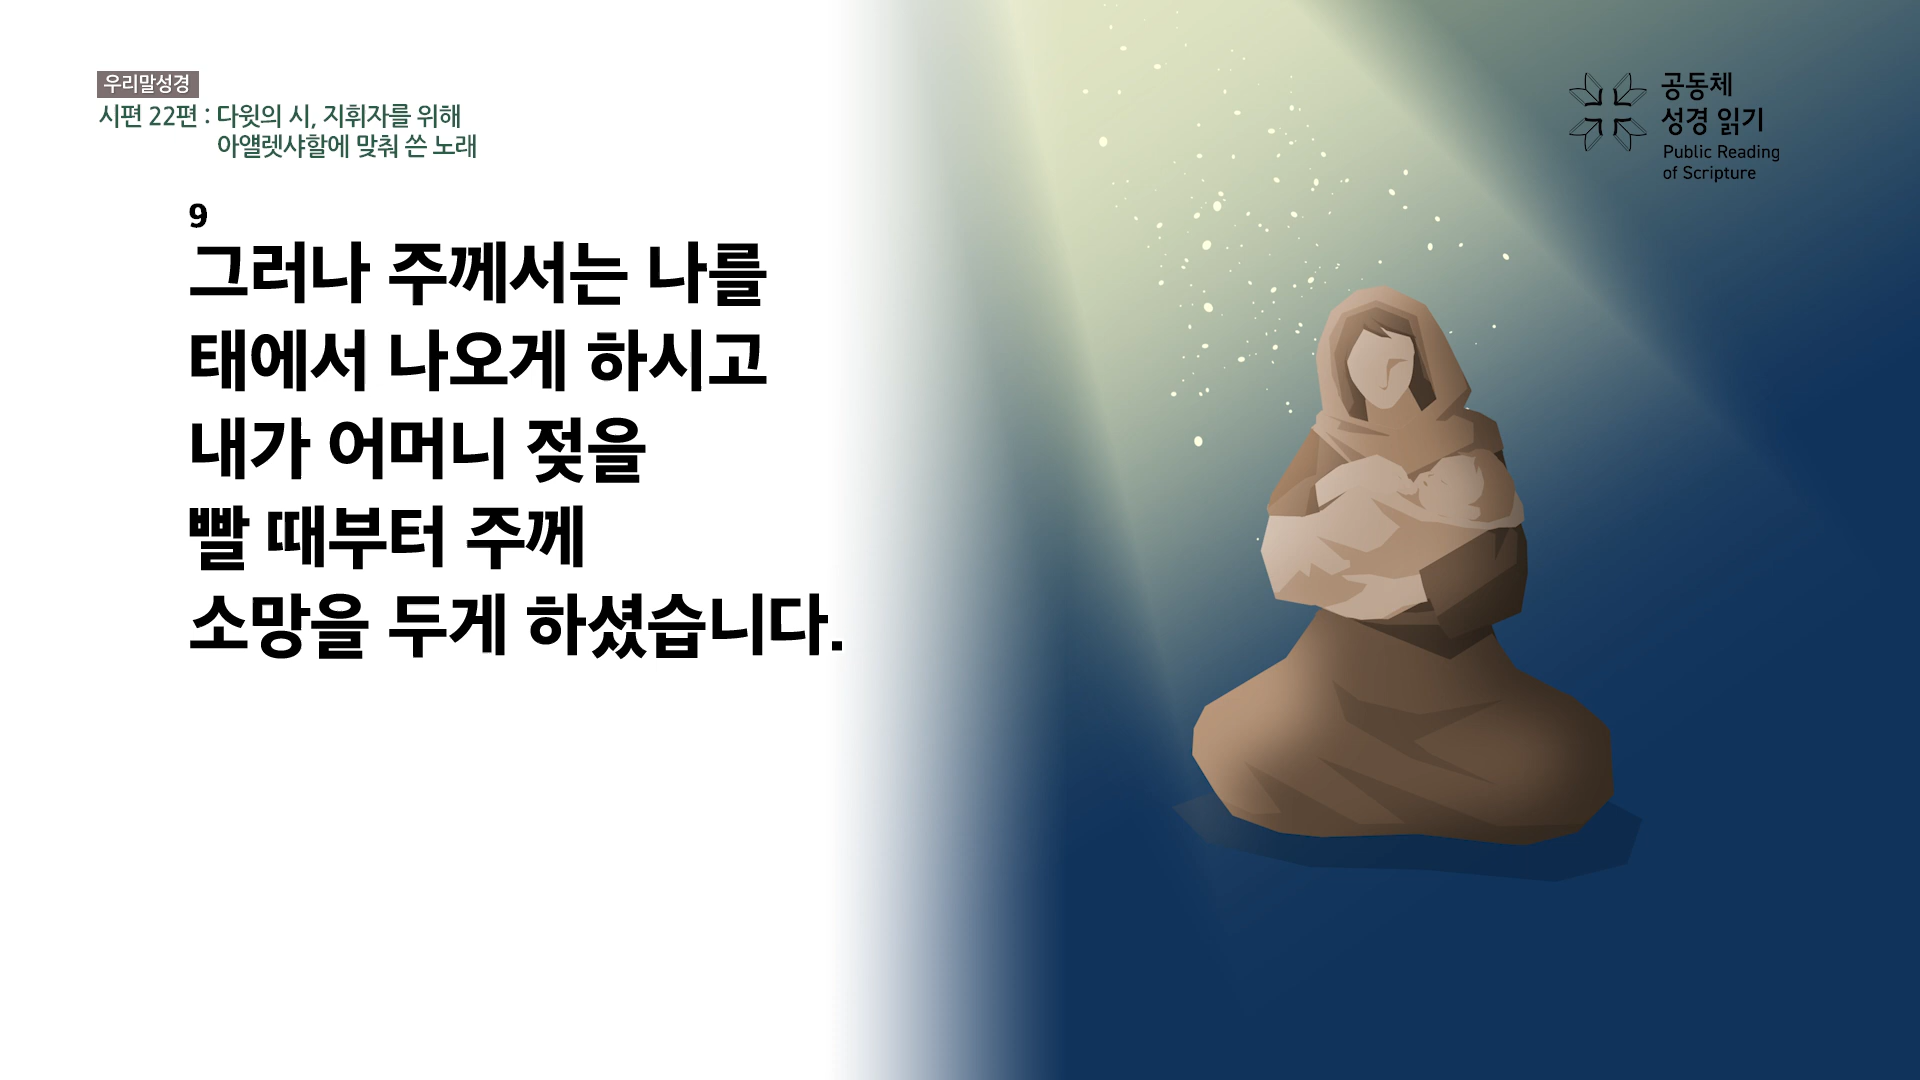 우리말성경
시편 22편 : 다윗의 시, 지휘자를 위해
아앨렛샤할에 맞춰 쓴 노래
9
그러나 주께서는 나를
태에서 나오게 하시고
내가 어머니 젖을
빨 때부터 주께
소망을 두게 하셨습니다.
공동체
성경 읽기
Public Reading
of Scripture